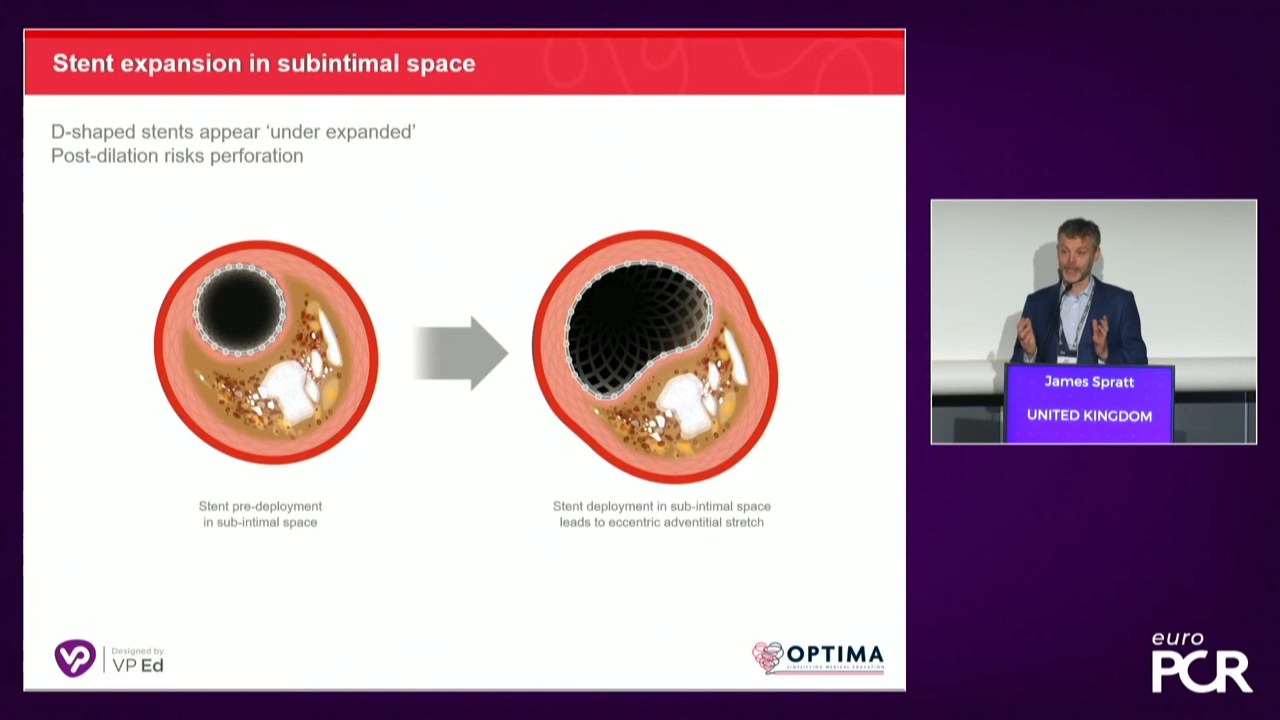 Stent expansion in subintimal space
D-shaped stents appear ‘under expanded’
Post-dilation risks perforation
Stent pre-deployment
in sub-intimal space
Stent deployment in sub-intimal space
leads to eccentric adventitial stretch
VP
Designed by
VP Ed
OPTIMA
SIMPLIFYING MEDICAL EDUCATION
James Spratt
UNITED KINGDOM
euro
PCR